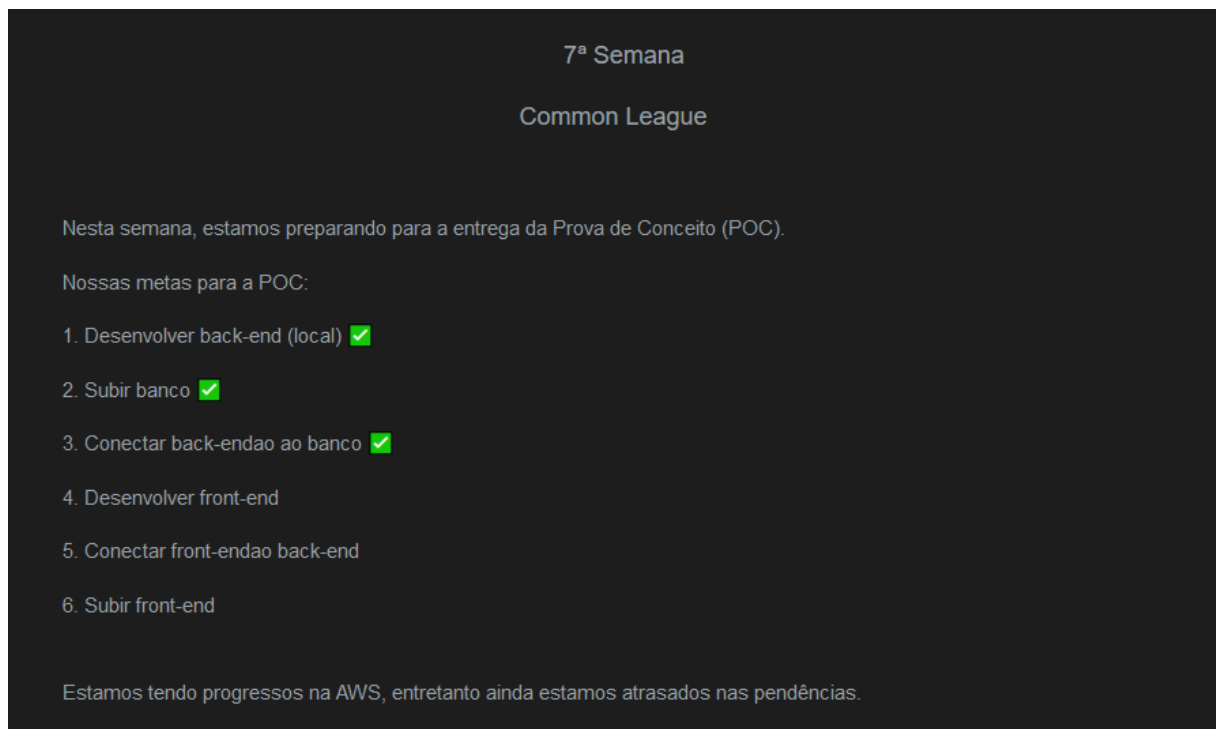 7ª Semana
Common League
Nesta semana, estamos preparando para a entrega da Prova de Conceito (POC).
Nossas metas para a POC:
1. Desenvolver back-end (local) ✅
2. Subir banco ✅
3. Conectar back-endao ao banco ✅
4. Desenvolver front-end
5. Conectar front-endao back-end
6. Subir front-end
Estamos tendo progressos na AWS, entretanto ainda estamos atrasados nas pendências.